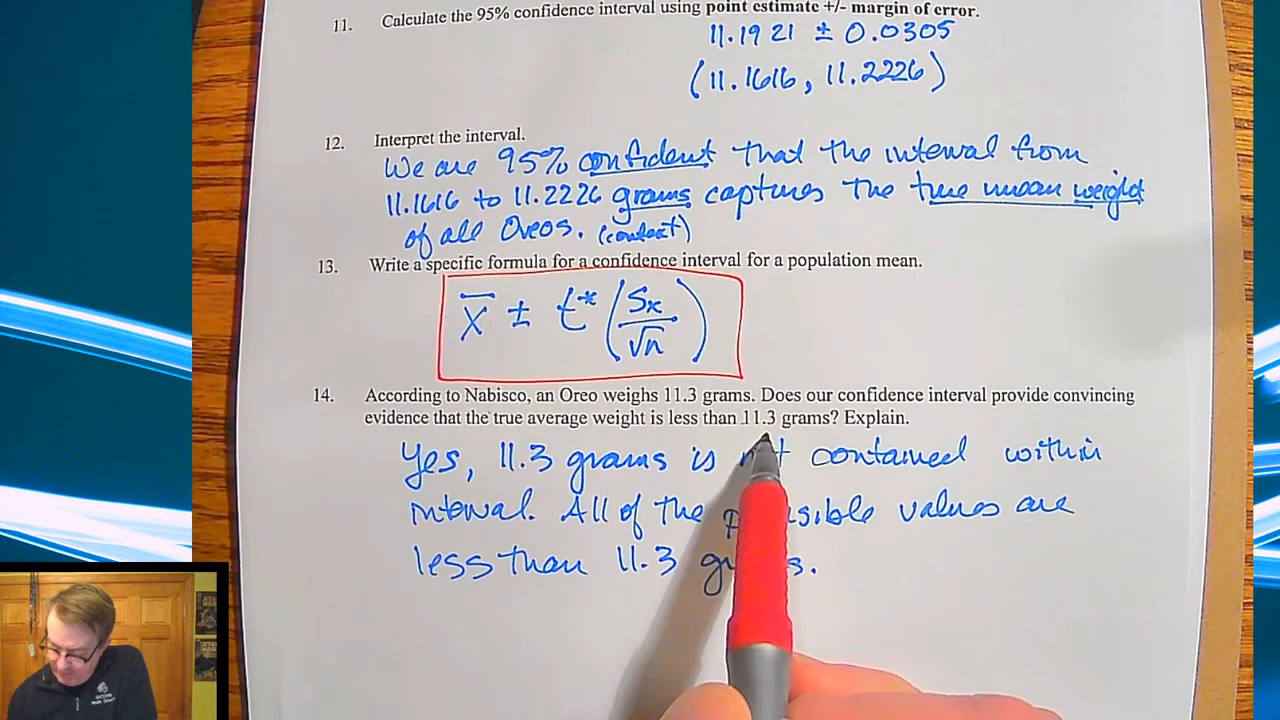 11. Calculate the 95% confidence interval using point estimate +/- margin of error.
11.1921 ± 0.0305
(11.1616, 11.2226)
12. Interpret the interval.
We are 95% confident that the interval from
11.1616 to 11.2226 grams captures the true mean weight
of all Oreos. (context)
13. Write a specific formula for a confidence interval for a population mean.
x̄ ± t* (Sx/√n)
14. According to Nabisco, an Oreo weighs 11.3 grams. Does our confidence interval provide convincing
evidence that the true average weight is less than 11.3 grams? Explain.
Yes, 11.3 grams is not contained within
interval. All of the plausible values are
less than 11.3 grams.